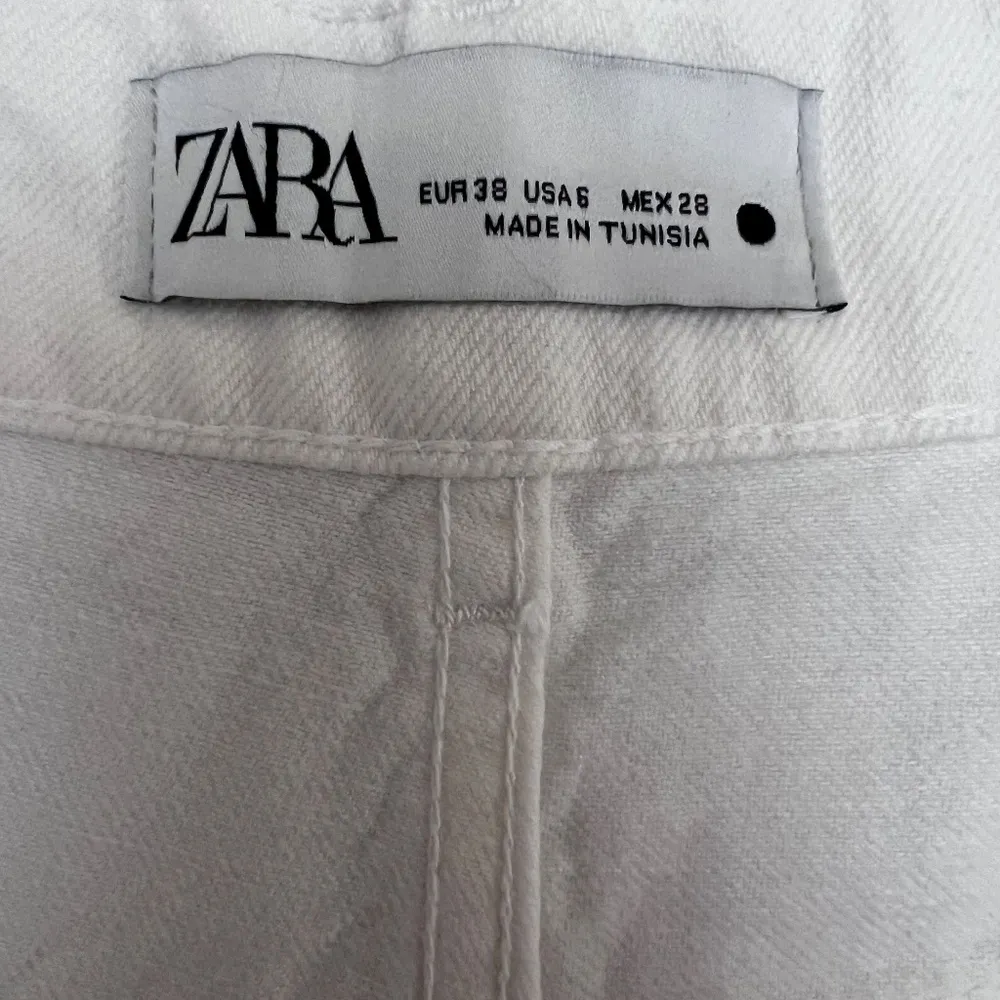 ZARA
EUR 38 USA 6 MEX 28
MADE IN TUNISIA